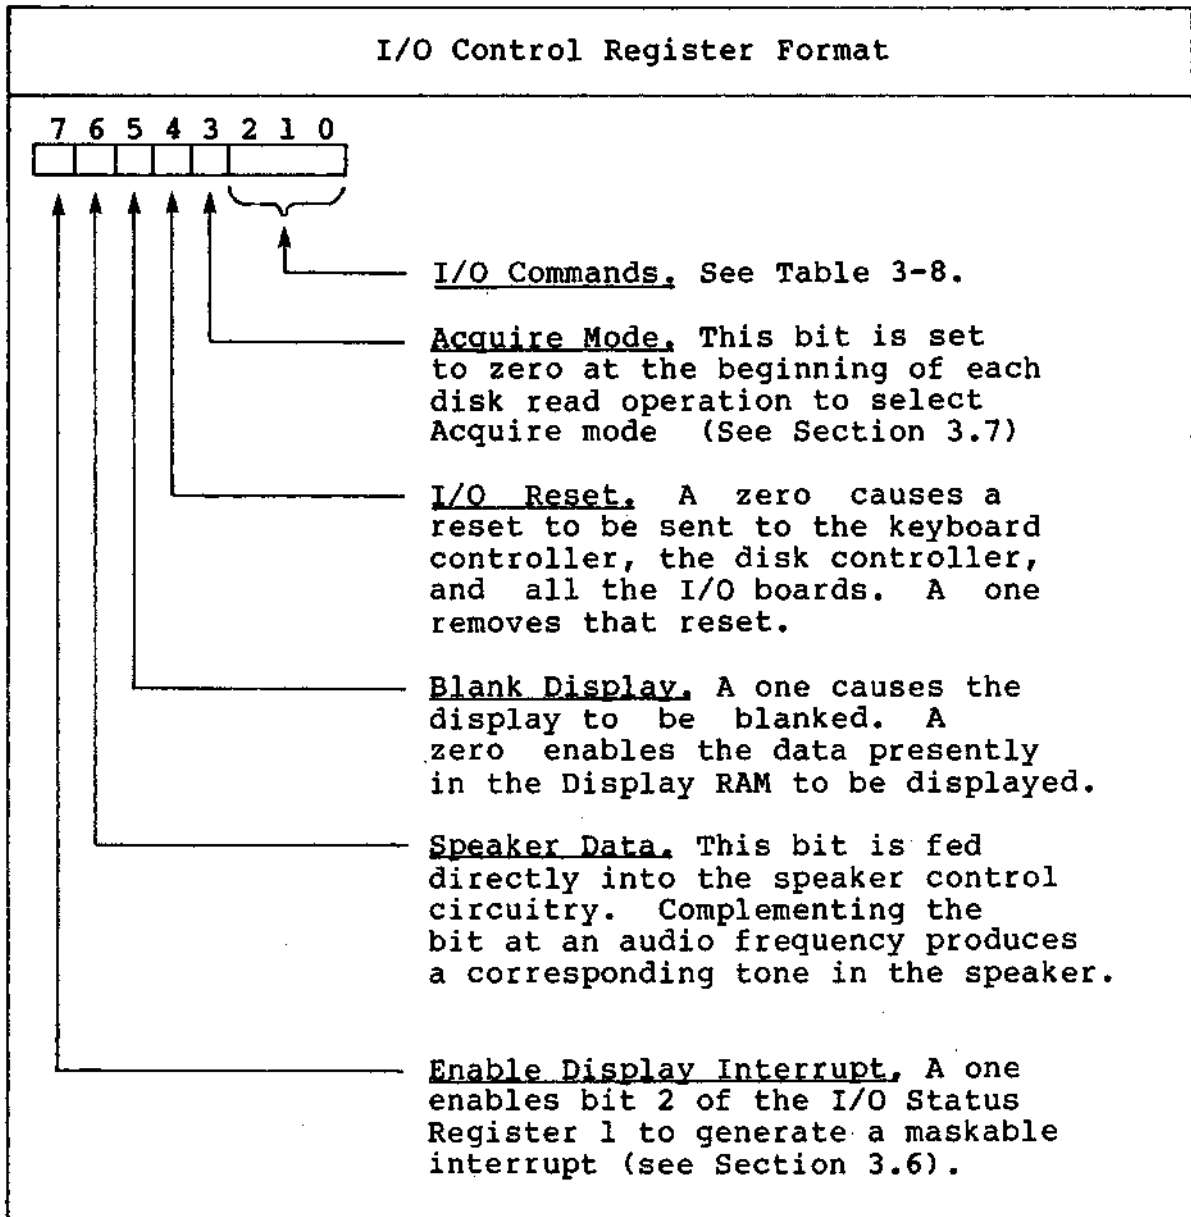 I/O Control Register Format
7 6 5 4 3 2 1 0
I/O Commands. See Table 3-8.
Acquire Mode. This bit is set
to zero at the beginning of each
disk read operation to select
Acquire mode (See Section 3.7)
I/O Reset. A zero causes a
reset to be sent to the keyboard
controller, the disk controller,
and all the I/O boards. A one
removes that reset.
Blank Display. A one causes the
display to be blanked. A
zero enables the data presently
in the Display RAM to be displayed.
Speaker Data. This bit is fed
directly into the speaker control
circuitry. Complementing the
bit at an audio frequency produces
a corresponding tone in the speaker.
Enable Display Interrupt. A one
enables bit 2 of the I/O Status
Register 1 to generate a maskable
interrupt (see Section 3.6).